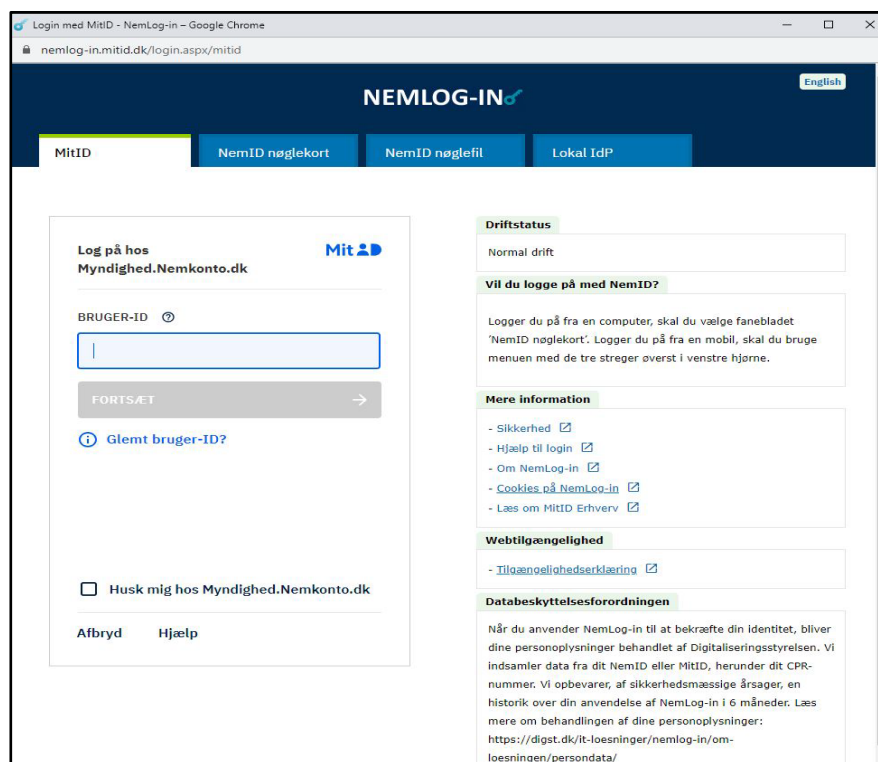 Login med MitID - NemLog-in – Google Chrome
nemlog-in.mitid.dk/login.aspx/mitid
English
NEMLOG-IN
MitID
NemID nøglekort
NemID nøglefil
Lokal IdP
Log på hos
Myndighed.Nemkonto.dk
Mit D
BRUGER-ID
FORTSÆT
Glemt bruger-ID?
Husk mig hos Myndighed.Nemkonto.dk
Afbryd
Hjælp
Driftstatus
Normal drift
Vil du logge på med NemID?
Logger du på fra en computer, skal du vælge fanebladet
'NemID nøglekort'. Logger du på fra en mobil, skal du bruge
menuen med de tre streger øverst i venstre hjørne.
Mere information
- Sikkerhed
- Hjælp til login
- Om NemLog-in
- Cookies på NemLog-in
- Læs om MitID Erhverv
Webtilgængelighed
- Tilgængelighedserklæring
Databeskyttelsesforordningen
Når du anvender NemLog-in til at bekræfte din identitet, bliver
dine personoplysninger behandlet af Digitaliseringsstyrelsen. Vi
indsamler data fra dit NemID eller MitID, herunder dit CPR-
nummer. Vi opbevarer, af sikkerhedsmæssige årsager, en
historik over din anvendelse af NemLog-in i 6 måneder. Læs
mere om behandlingen af dine personoplysninger:
https://digst.dk/it-loesninger/nemlog-in/om-
loesningen/persondata/